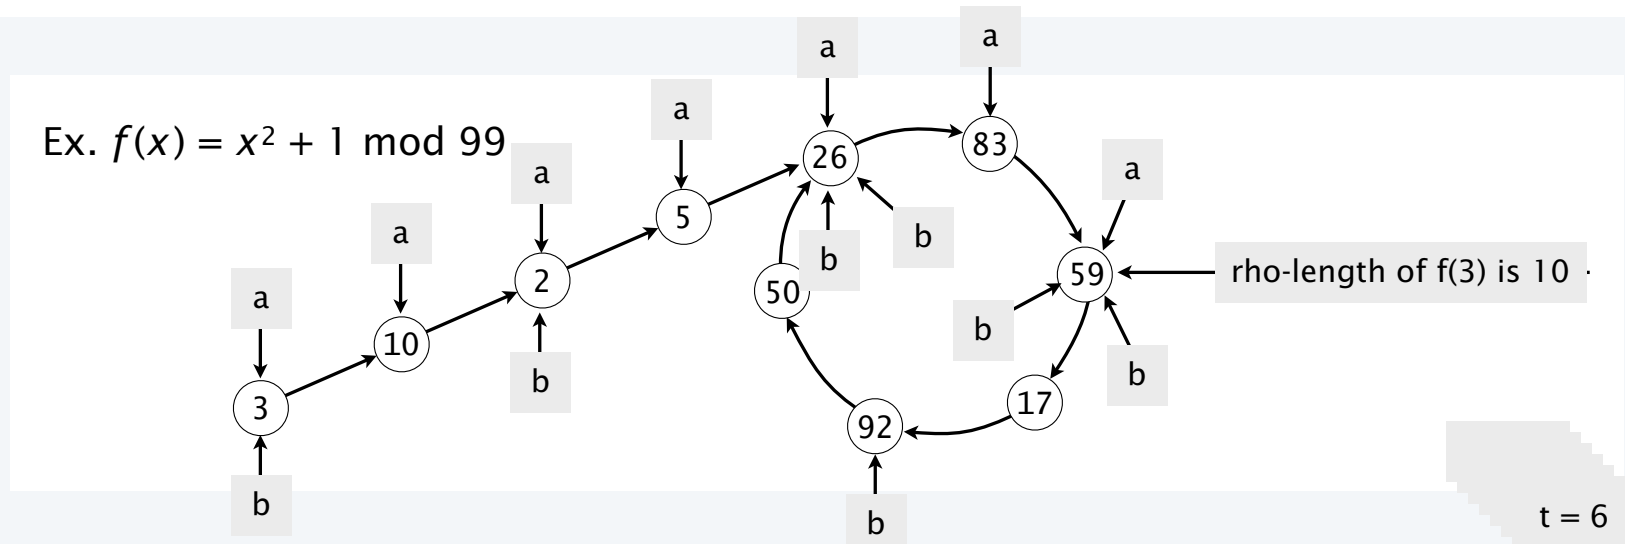 a
a
a
Ex. f(x) = x² + 1 mod 99
26
83
a
a
5
a
b
b
2
59
rho-length of f(3) is 10
50
a
10
b
b
b
3
17
92
b
b
t = 6